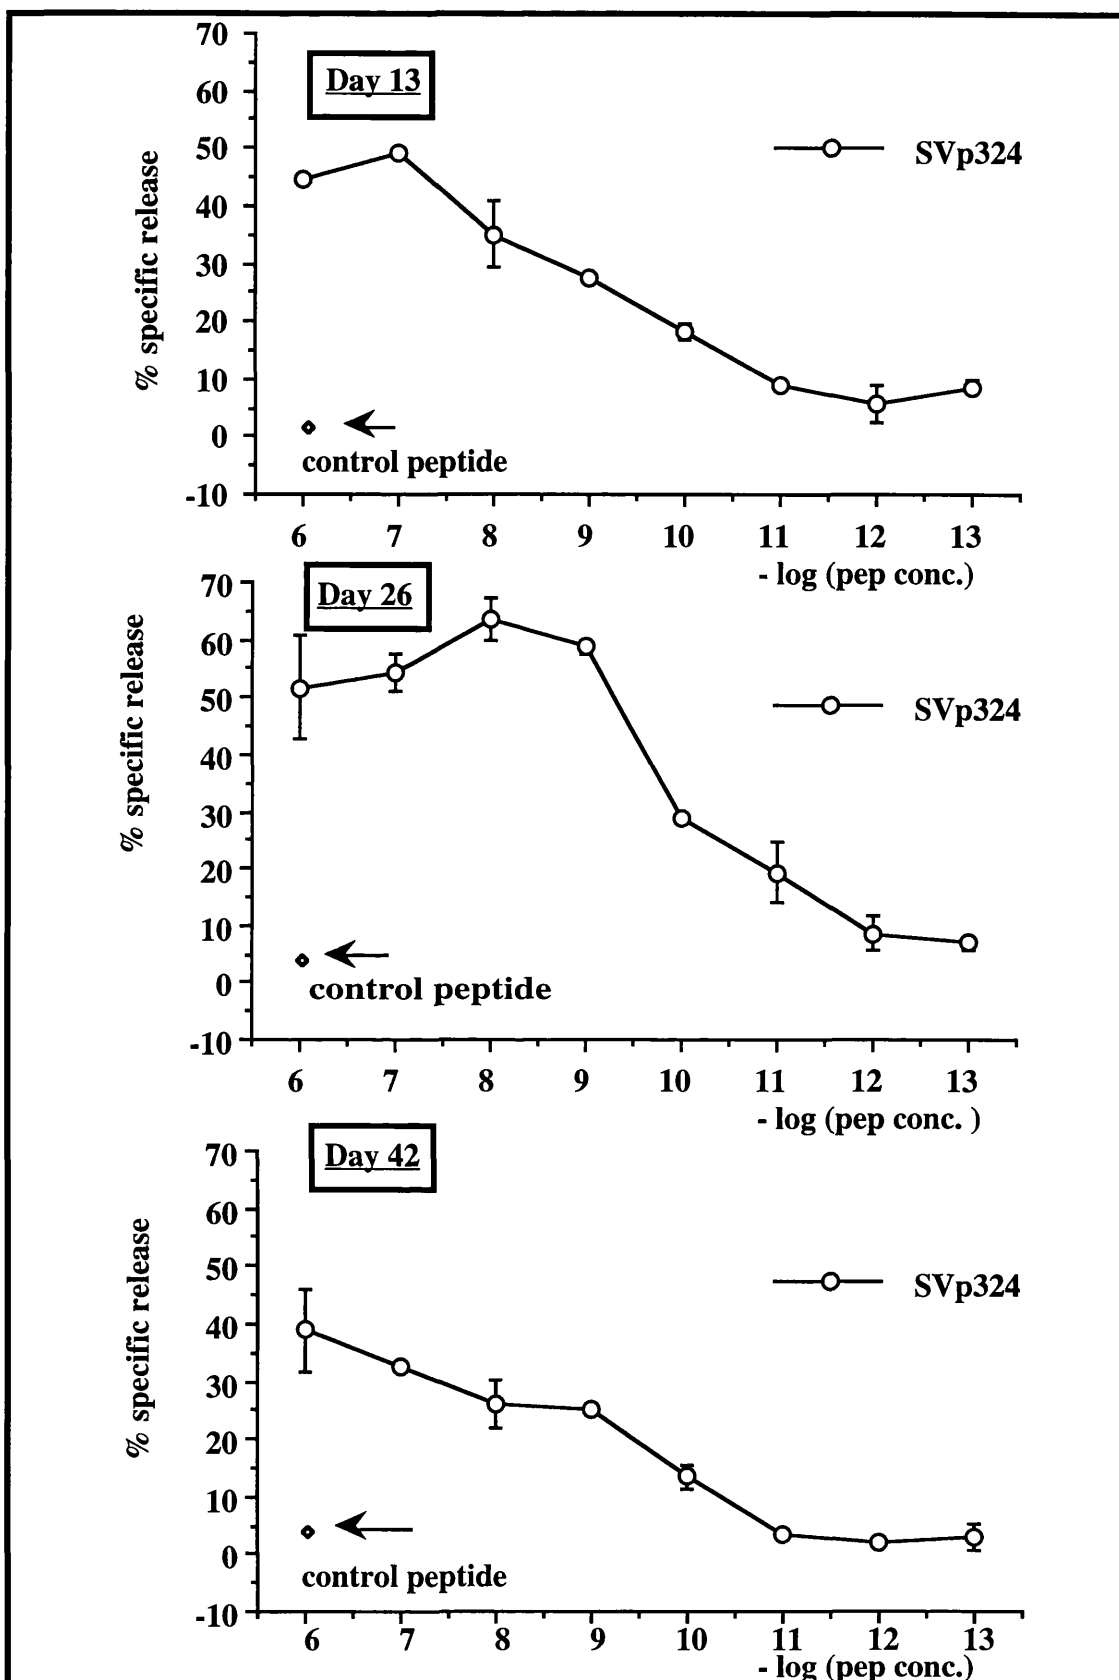 70
Day 13
60
50
SVp324
40
30
20
10
0
control peptide
-10
% specific release
6 7 8 9 10 11 12 13
- log (pep conc.)
70
Day 26
60
50
SVp324
40
30
20
10
0
control peptide
-10
% specific release
6 7 8 9 10 11 12 13
- log (pep conc. )
70
Day 42
60
50
SVp324
40
30
20
10
0
control peptide
-10
% specific release
6 7 8 9 10 11 12 13
- log (pep conc.)